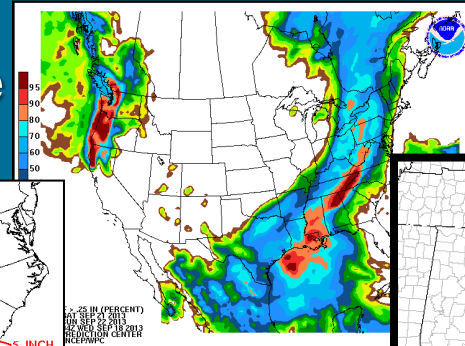 NOAA
95
90
80
70
60
50
> .25 IN (PERCENT)
SAT SEP 21 2013
SUN SEP 22 2013
WED SEP 18 2013
PREDICTION CENTER
NCEP/WPC
.5 INCH